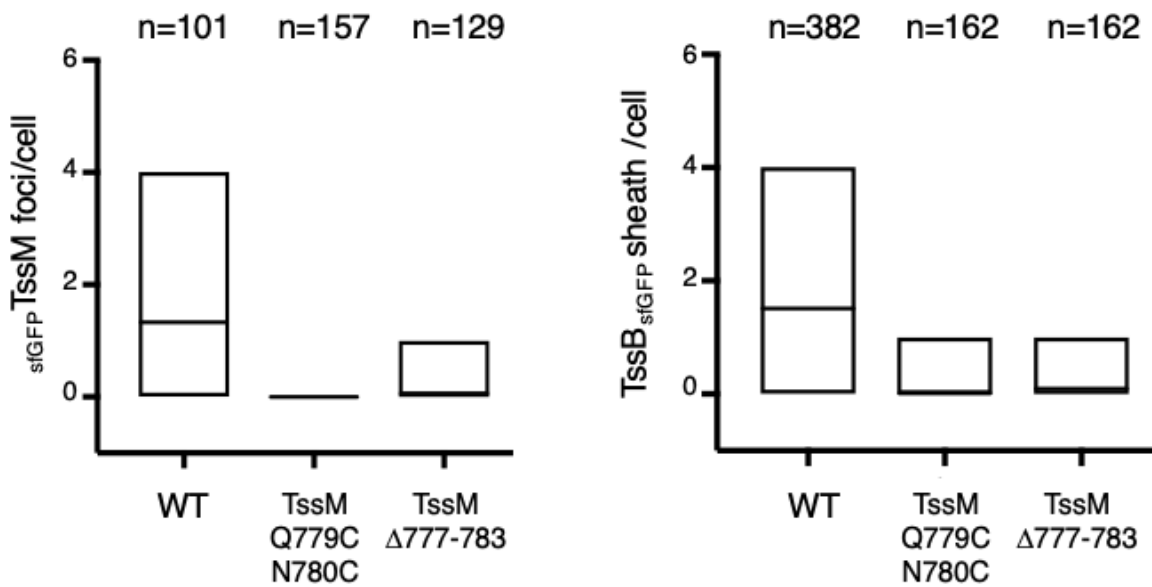 n=101 n=157 n=129
6
4
2
0
sfGFPTssM foci/cell
WT
TssM
Q779C
N780C
TssM
Δ777-783
n=382 n=162 n=162
6
4
2
0
TssBsfGFP sheath /cell
WT
TssM
Q779C
N780C
TssM
Δ777-783